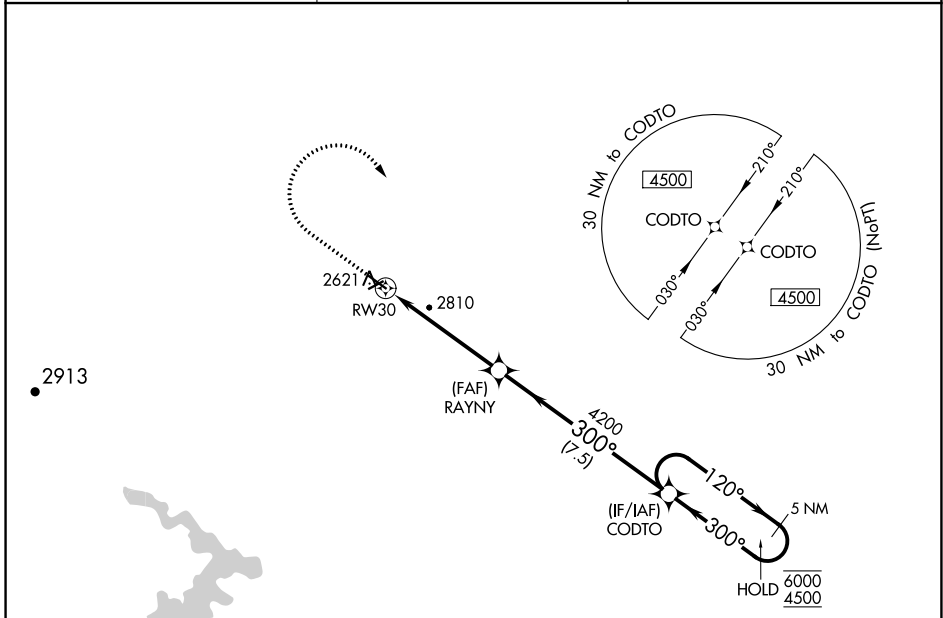 30 NM to CODTO
4500
210°
CODTO
030°
210°
CODTO
4500
030°
30 NM to CODTO (NoPT)
2621
RW30
2810
2913
(FAF)
RAYNY
4200
300°
(7.5)
(IF/IAF)
CODTO
120°
300°
5 NM
HOLD 6000
4500